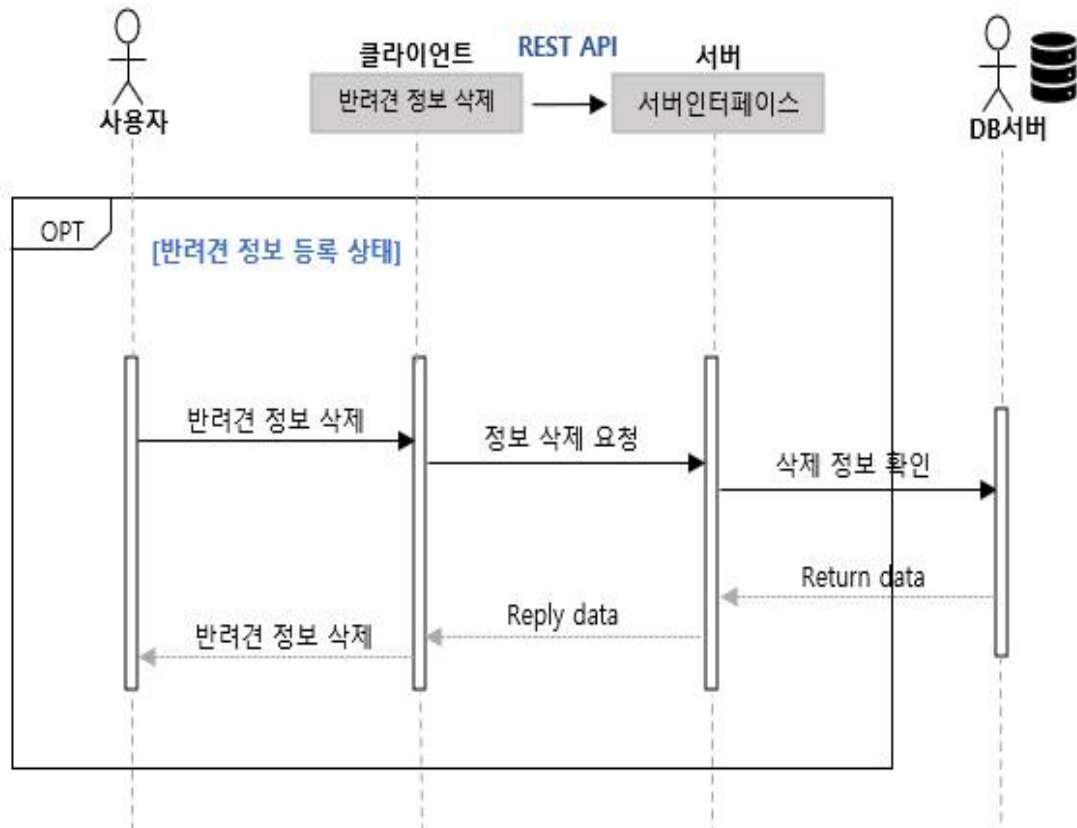 REST API
클라이언트
서버
반려견 정보 삭제
서버인터페이스
사용자
DB서버
OPT
[반려견 정보 등록 상태]
반려견 정보 삭제
정보 삭제 요청
삭제 정보 확인
Return data
Reply data
반려견 정보 삭제